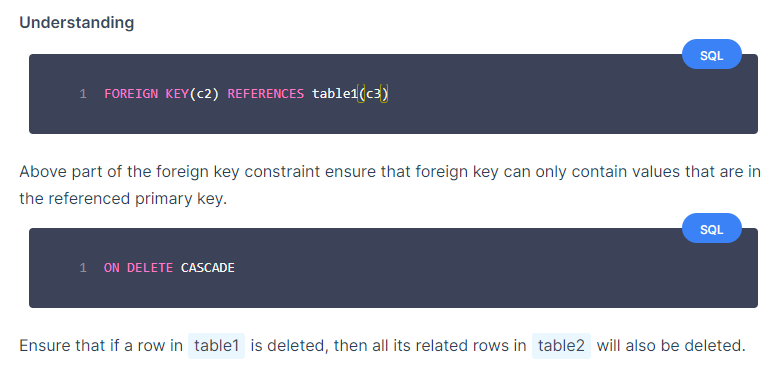 Understanding
SQL
1 FOREIGN KEY(c2) REFERENCES table1(c3)
Above part of the foreign key constraint ensure that foreign key can only contain values that are in
the referenced primary key.
SQL
1 ON DELETE CASCADE
Ensure that if a row in table1 is deleted, then all its related rows in table2 will also be deleted.